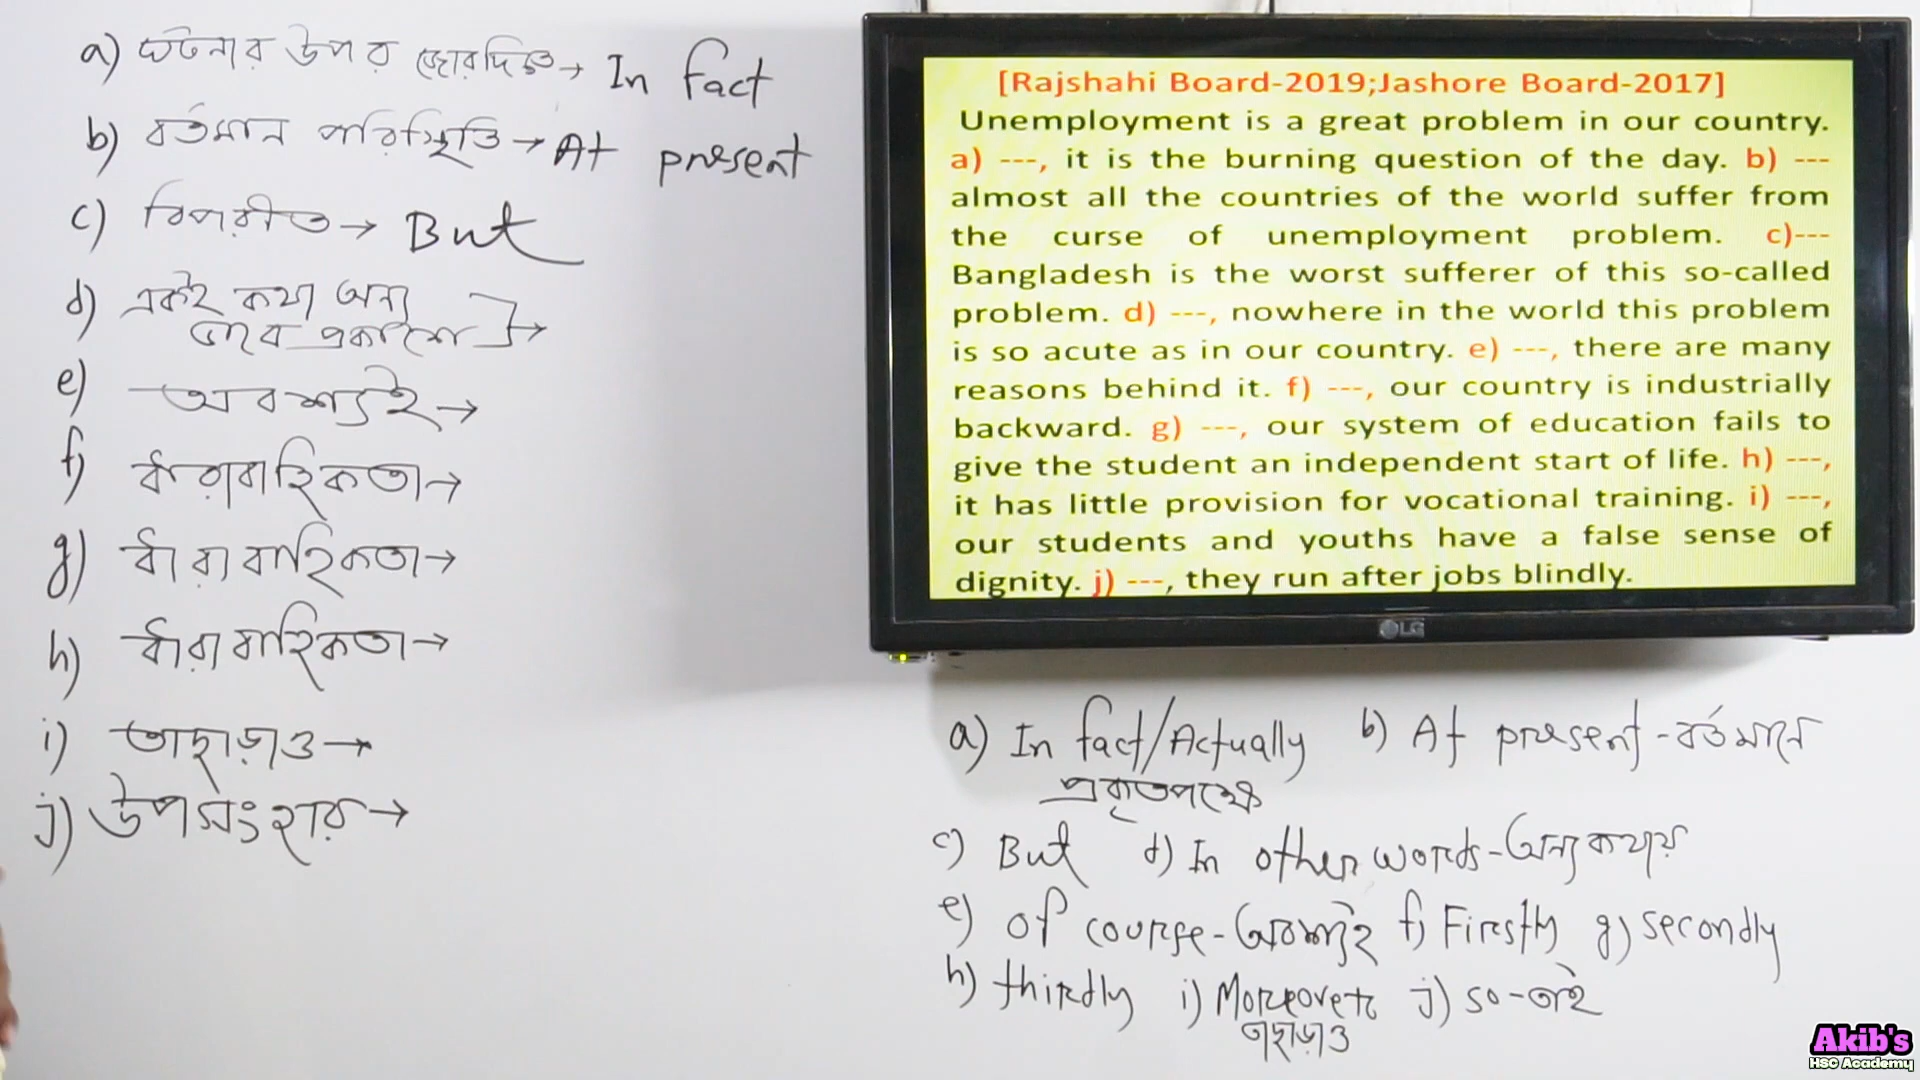 a) ঘটনার উপর জোরদিতে → In fact
b) বর্তমান পরিস্থিতি → At present
c) বিপরীত → But
d) একই কথা অন্য
ভাবে প্রকাশে →
e) অবশ্যই →
f) ধারাবাহিকতা →
g) ধারাবাহিকতা →
h) ধারাবাহিকতা →
i) তাছাড়াও →
j) উপসংহার →
[Rajshahi Board-2019;Jashore Board-2017]
Unemployment is a great problem in our country.
a) ---, it is the burning question of the day. b) ---
almost all the countries of the world suffer from
the curse of unemployment problem. c)---
Bangladesh is the worst sufferer of this so-called
problem. d) ---, nowhere in the world this problem
is so acute as in our country. e) ---, there are many
reasons behind it. f) ---, our country is industrially
backward. g) ---, our system of education fails to
give the student an independent start of life. h) ---,
it has little provision for vocational training. i) ---,
our students and youths have a false sense of
dignity. j) ---, they run after jobs blindly.
LG
a) In fact/Actually b) At present - বর্তমানে
প্রকৃতপক্ষে
c) But d) In other words - অন্য কথায়
e) of course - অবশ্যই f) Firstly g) secondly
h) thirdly i) Moreover j) so - তাই
তাছাড়াও
Akib's
HSC Academy